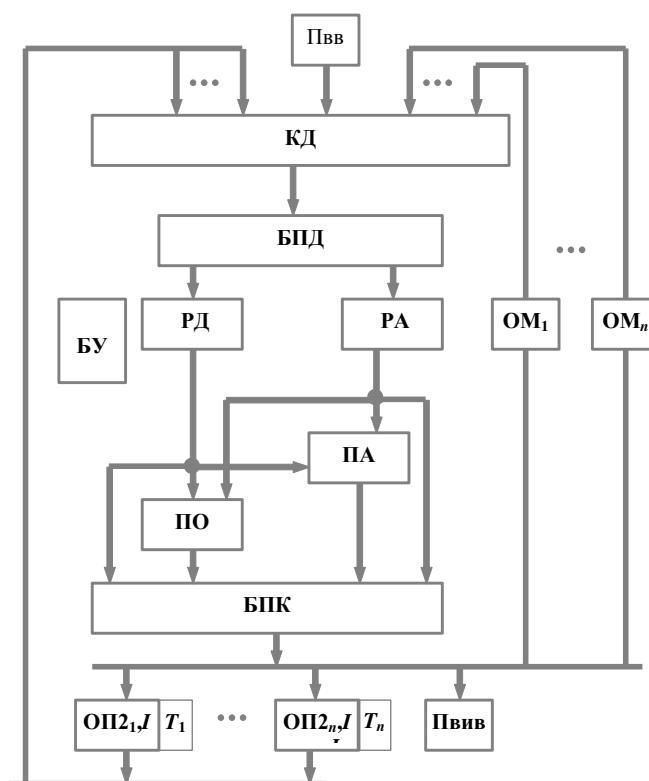 Пвв
... ...
КД
БПД
...
БУ РД РА ОМ1 ОМn
ПА
ПО
БПК
ОП21,I T1 ... ОП2n,I Tn Пвив